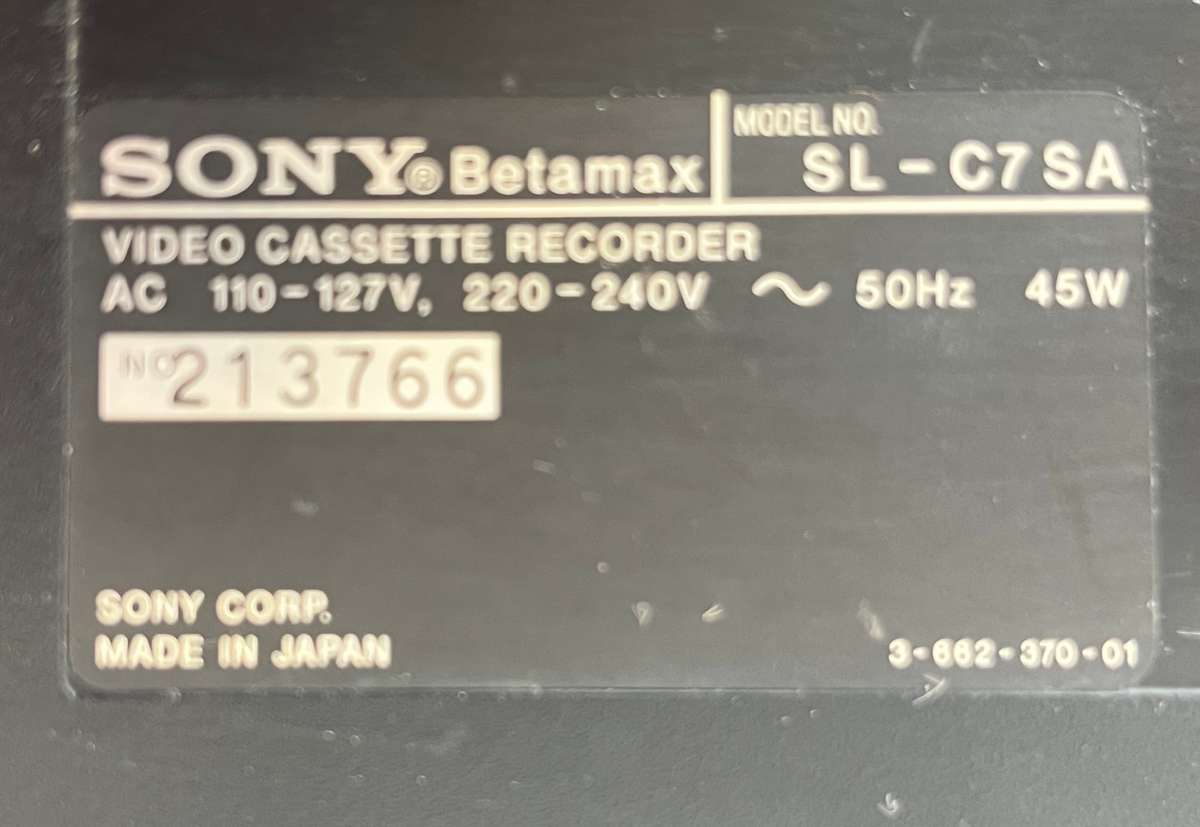 SONY® Betamax
MODEL NO.
SL-C7SA
VIDEO CASSETTE RECORDER
AC 110-127V, 220-240V ~ 50Hz 45W
NO 213766
SONY CORP.
MADE IN JAPAN
3-662-370-01